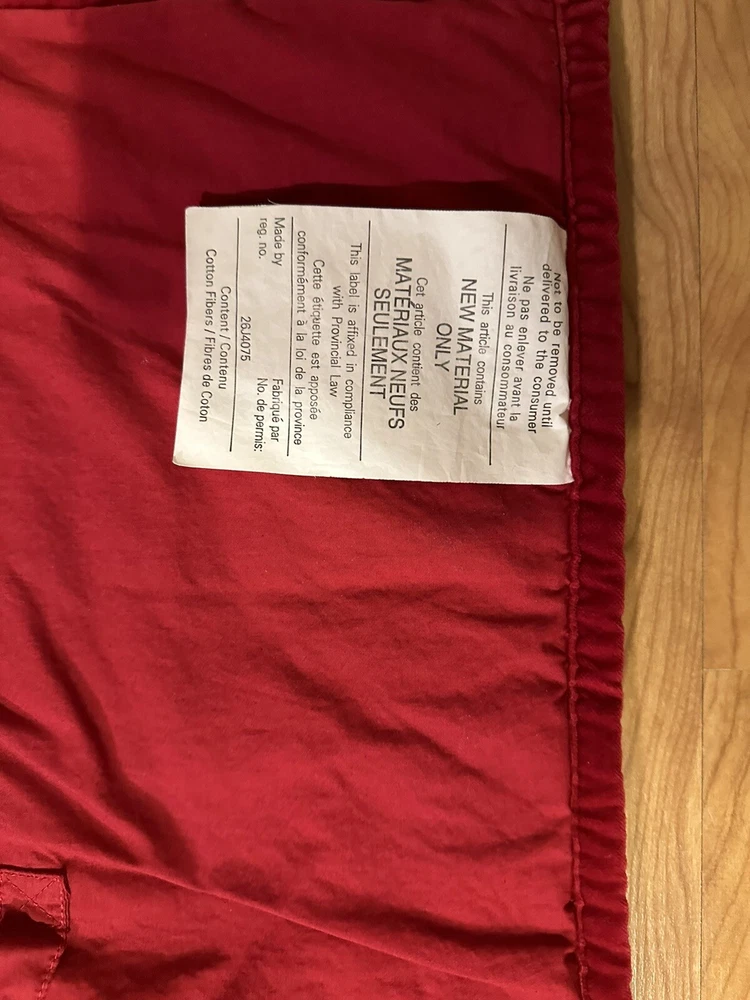 Not to be removed until
delivered to the consumer
Ne pas enlever avant la
livraison au consommateur
This article contains
NEW MATERIAL
ONLY
Cet article contient des
MATÉRIAUX NEUFS
SEULEMENT
This label is affixed in compliance
with Provincial Law
Cette étiquette est apposée
conformément à la loi de la province
Made by Fabriqué par
reg. no. No. de permis:
26J4075
Content / Contenu
Cotton Fibers / Fibres de Coton